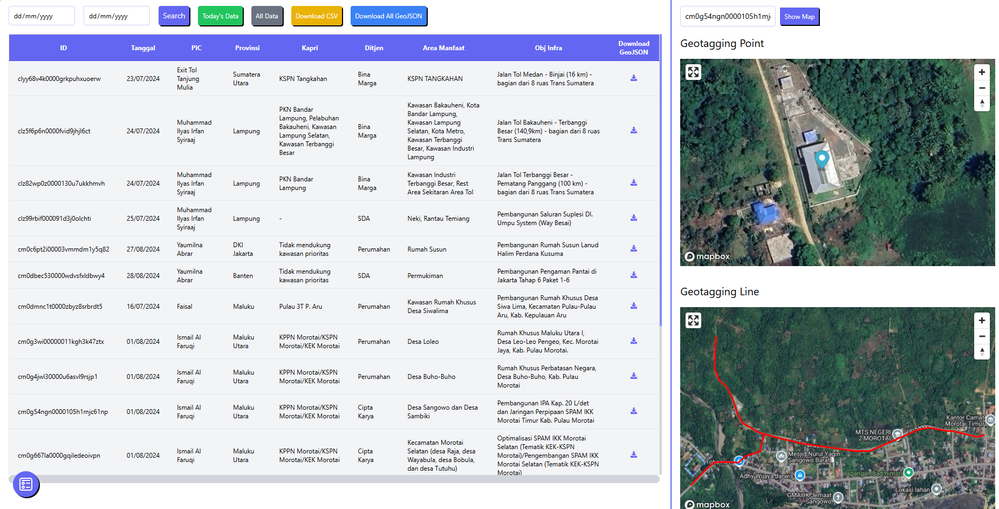 dd/mm/yyyy dd/mm/yyyy Search Today's Data All Data Download CSV Download All GeoJSON
ID Tanggal PIC Provinsi Kapri Ditjen Area Manfaat Obj Infra Download
GeoJSON
clyy68v4k0000grkpuhxuoerw
23/07/2024
Exit Tol
Tanjung
Mulia
Sumatera
Utara
KSPN Tangkahan
Bina
Marga
KSPN TANGKAHAN
Jalan Tol Medan - Binjai (16 km) -
bagian dari 8 ruas Trans Sumatera
clz5f6p6n0000fvid9jhjl6ct
24/07/2024
Muhammad
Ilyas Irfan
Syiraaj
Lampung
PKN Bandar
Lampung, Pelabuhan
Bakauheni, Kawasan
Lampung Selatan,
Kawasan Terbanggi
Besar
Bina
Marga
Kawasan Bakauheni, Kota
Bandar Lampung,
Kawasan Lampung
Selatan, Kota Metro,
Kawasan Terbanggi
Besar, Kawasan Industri
Lampung
Jalan Tol Bakauheni - Terbanggi
Besar (140,9km) - bagian dari 8 ruas
Trans Sumatera
clz82wp0z0000130u7ukkhmvh
24/07/2024
Muhammad
Ilyas Irfan
Syiraaj
Lampung
PKN Bandar
Lampung
Bina
Marga
Kawasan Industri
Terbanggi Besar, Rest
Area Sekitaran Area Tol
Jalan Tol Terbanggi Besar -
Pematang Panggang (100 km) -
bagian dari 8 ruas Trans Sumatera
clz99rbif000091d3j0olchti
25/07/2024
Muhammad
Ilyas Irfan
Syiraaj
Lampung
-
SDA
Neki, Rantau Temiang
Pembangunan Saluran Suplesi DI.
Umpu System (Way Besai)
cm0c6pt2i00003vmmdm1y5q82
27/08/2024
Yaumilna
Abrar
DKI
Jakarta
Tidak mendukung
kawasan prioritas
Perumahan
Rumah Susun
Pembangunan Rumah Susun Lanud
Halim Perdana Kusuma
cm0dbec530000wdvsfxldbwy4
28/08/2024
Yaumilna
Abrar
Banten
Tidak mendukung
kawasan prioritas
SDA
Permukiman
Pembangunan Pengaman Pantai di
Jakarta Tahap 6 Paket 1-6
cm0dmnc1t0000zbyz8srbrdt5
16/07/2024
Faisal
Maluku
Pulau 3T P. Aru
Perumahan
Kawasan Rumah Khusus
Desa Siwalima
Pembangunan Rumah Khusus Desa
Siwa Lima, Kecamatan Pulau-Pulau
Aru, Kab. Kepulauan Aru
cm0g3wi00000011kgh3k47ztx
01/08/2024
Ismail Al
Faruqi
Maluku
Utara
KPPN Morotai/KSPN
Morotai/KEK Morotai
Perumahan
Desa Loleo
Rumah Khusus Maluku Utara I,
Desa Leo-Leo Pengeo, Kec. Morotai
Jaya, Kab. Pulau Morotai.
cm0g4jwl30000u6asvl9rsjp1
01/08/2024
Ismail Al
Faruqi
Maluku
Utara
KPPN Morotai/KSPN
Morotai/KEK Morotai
Perumahan
Desa Buho-Buho
Rumah Khusus Perbatasan Negara,
Desa Buho-Buho, Kab. Pulau
Morotai
cm0g54ngn0000105h1mjc61np
01/08/2024
Ismail Al
Faruqi
Maluku
Utara
KPPN Morotai/KSPN
Morotai/KEK Morotai
Cipta
Karya
Desa Sangowo dan Desa
Sambiki
Pembangunan IPA Kap. 20 L/det
dan Jaringan Perpipaan SPAM IKK
Morotai Timur Kab. Pulau Morotai
cm0g667la0000gqiledeoivpn
01/08/2024
Ismail Al
Faruqi
Maluku
Utara
KPPN Morotai/KSPN
Morotai/KEK Morotai
Cipta
Karya
Kecamatan Morotai
Selatan (desa Raja, desa
Wayabula, desa Bobula,
dan desa Tutuhu)
Optimalisasi SPAM IKK Morotai
Selatan (Tematik KEK-KSPN
Morotai)/Pengembangan SPAM IKK
Morotai Selatan (Tematik KEK-KSPN
Morotai)
cm0g54ngn0000105h1mj Show Map
Geotagging Point
mapbox
Geotagging Line
Kantor Camat
Morotai Timur
MTS NEGERI
2 MOROTAI
Mesjid Nurul Yaqin
Sangowo Barat
Adhy Wijaya Jarwis
Lapangan Badminton
Lokasi lahan
GMAHK Jemaat
Sangowo
mapbox